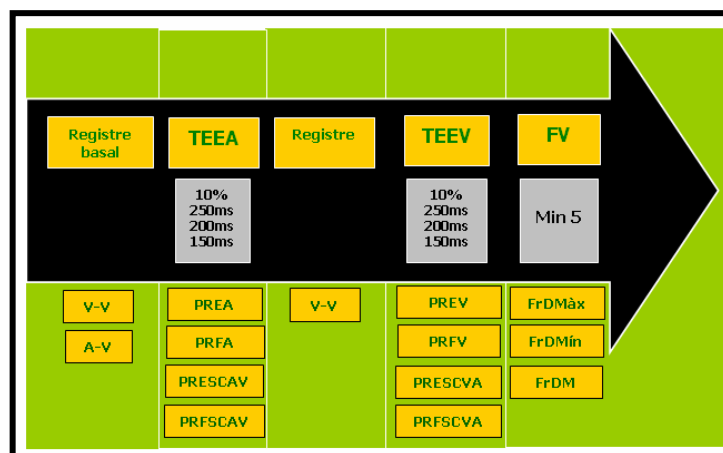 Registre
basal
TEEA
Registre
TEEV
FV
10%
250ms
200ms
150ms
10%
250ms
200ms
150ms
Min 5
V-V
A-V
PREA
PRFA
PRESCAV
PRFSCAV
V-V
PREV
PRFV
PRESCVA
PRFSCVA
FrDMàx
FrDMín
FrDM